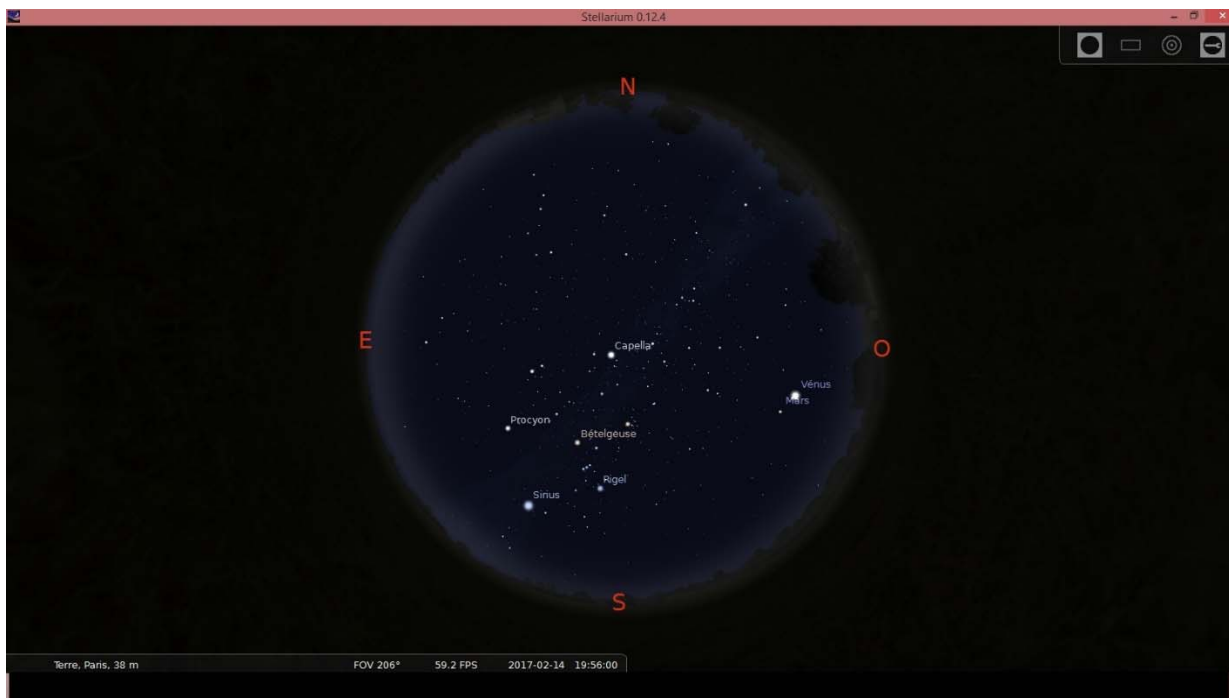 Stellarium 0.12.4
N
E
Capella
O
Vénus
Mars
Procyon
Bételgeuse
Rigel
Sirius
S
Terre, Paris, 38 m FOV 206° 59.2 FPS 2017-02-14 19:56:00